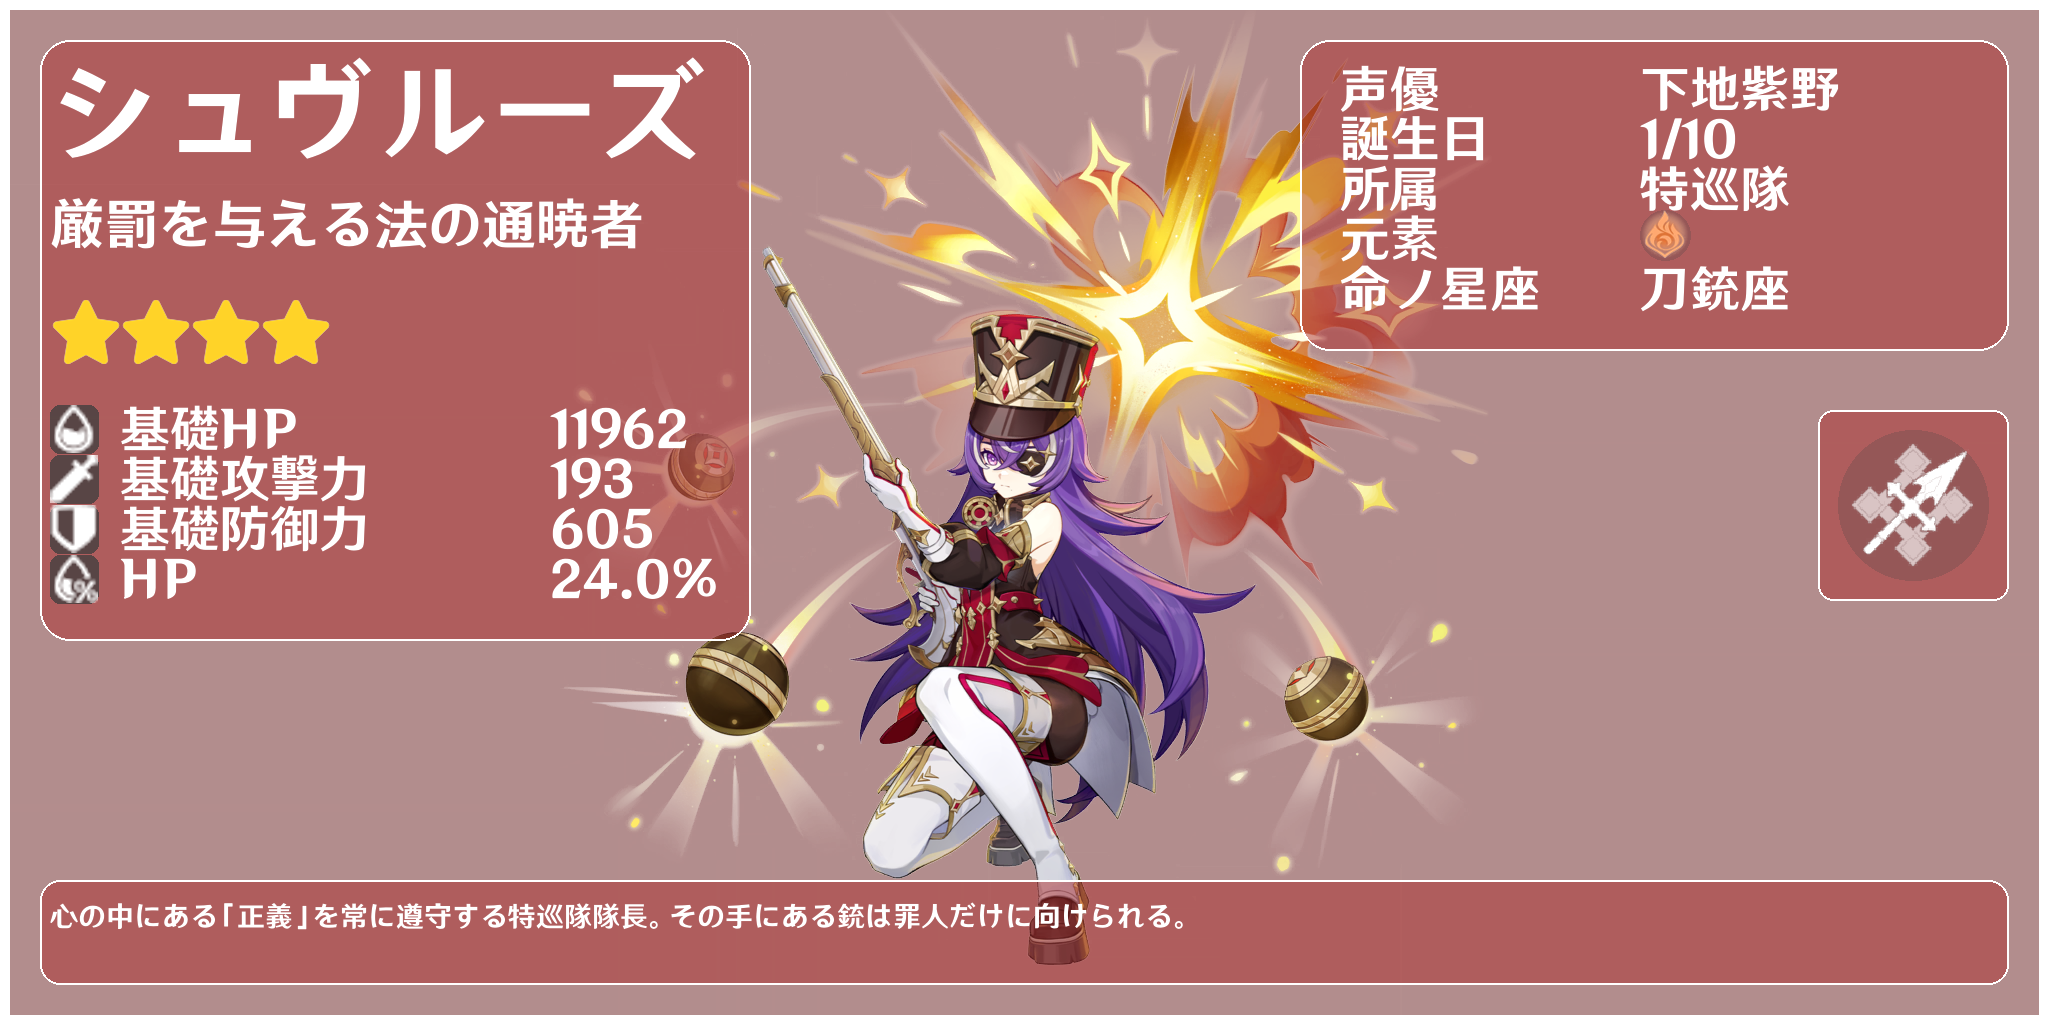 シュヴルーズ
厳罰を与える法の通暁者
基礎HP 11962
基礎攻撃力 193
基礎防御力 605
HP 24.0%
声優 下地紫野
誕生日 1/10
所属 特巡隊
元素
命ノ星座 刀銃座
心の中にある「正義」を常に遵守する特巡隊隊長。その手にある銃は罪人だけに向けられる。